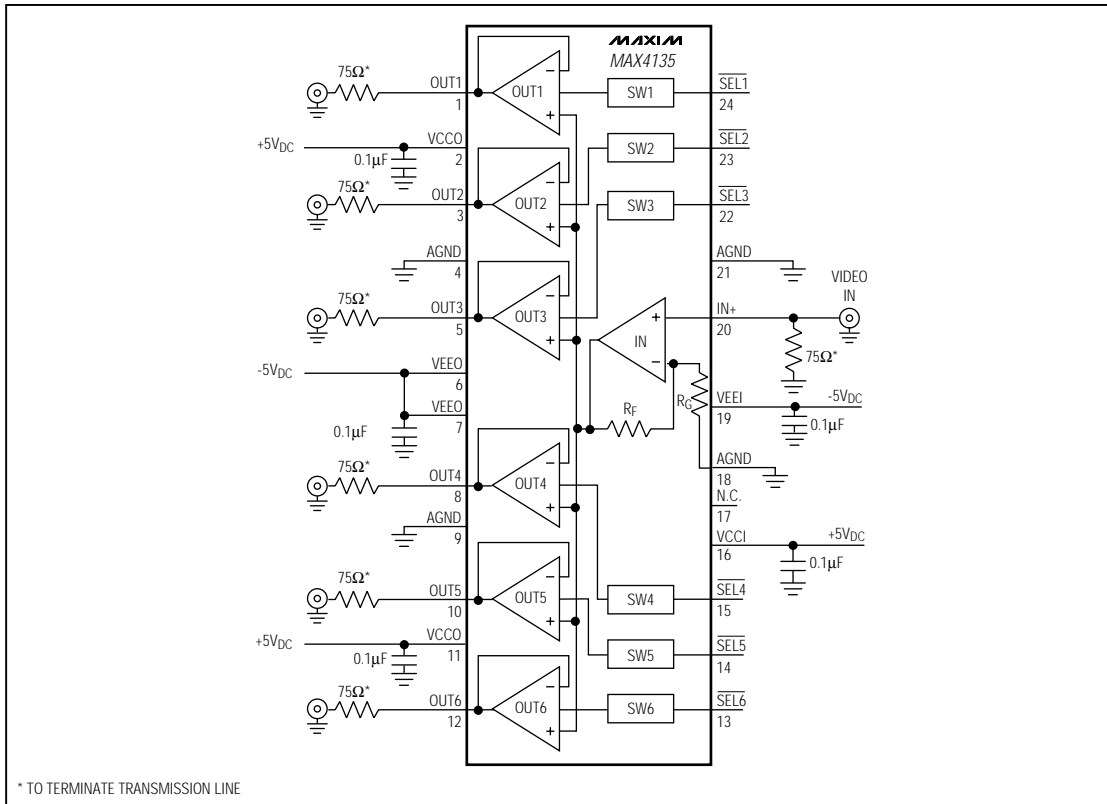 MAXIM
MAX4135
75Ω*
OUT1
1
OUT1
SW1
SEL1
24
+5VDC
VCCO
2
0.1µF
SW2
SEL2
23
75Ω*
OUT2
3
OUT2
SW3
SEL3
22
AGND
4
AGND
21
VIDEO
IN
75Ω*
OUT3
5
OUT3
IN
IN+
20
75Ω*
-5VDC
VEEO
6
VEEO
7
0.1µF
RF
RG
VEEI
19
-5VDC
0.1µF
75Ω*
OUT4
8
OUT4
AGND
18
N.C.
17
AGND
9
VCCI
16
+5VDC
0.1µF
75Ω*
OUT5
10
OUT5
SW4
SEL4
15
+5VDC
VCCO
11
0.1µF
SW5
SEL5
14
75Ω*
OUT6
12
OUT6
SW6
SEL6
13
* TO TERMINATE TRANSMISSION LINE